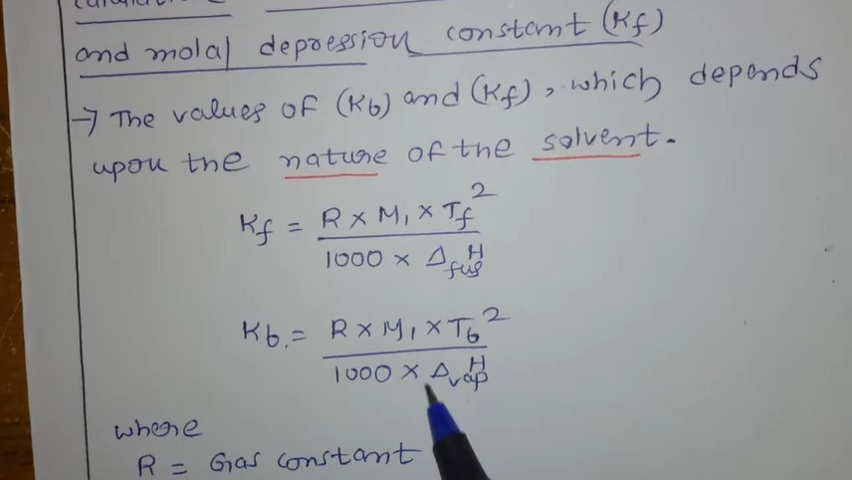 and molal depression constant (Kf)
→ The values of (Kb) and (Kf), which depends
upon the nature of the solvent.
Kf = R × M₁ × Tf² / 1000 × ΔfusH
Kb = R × M₁ × Tb² / 1000 × ΔvapH
where
R = Gas constant